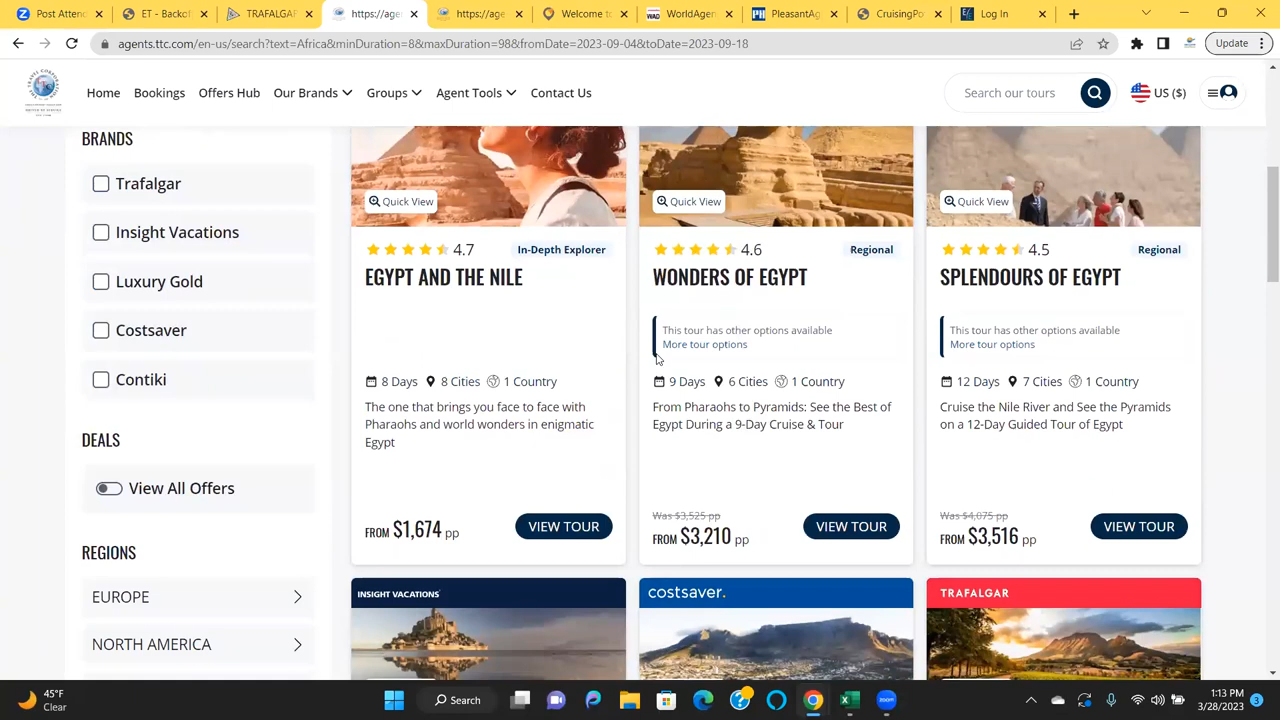 Post Atten
ET - Backof
TRAFALGAR
https://age
https://age
Welcome to
WAD
WorldAgen
PH
PleasantAg
CruisingPo
Log In
agents.ttc.com/en-us/search?text=Africa&minDuration=8&maxDuration=98&fromDate=2023-09-04&toDate=2023-09-18
Update
Home
Bookings
Offers Hub
Our Brands
Groups
Agent Tools
Contact Us
Search our tours
US ($)
BRANDS
Trafalgar
Insight Vacations
Luxury Gold
Costsaver
Contiki
DEALS
View All Offers
REGIONS
EUROPE
NORTH AMERICA
Quick View
4.7
In-Depth Explorer
EGYPT AND THE NILE
8 Days 8 Cities 1 Country
The one that brings you face to face with
Pharaohs and world wonders in enigmatic
Egypt
FROM $1,674 pp
VIEW TOUR
Quick View
4.6
Regional
WONDERS OF EGYPT
This tour has other options available
More tour options
9 Days 6 Cities 1 Country
From Pharaohs to Pyramids: See the Best of
Egypt During a 9-Day Cruise & Tour
Was $3,525 pp
FROM $3,210 pp
VIEW TOUR
Quick View
4.5
Regional
SPLENDOURS OF EGYPT
This tour has other options available
More tour options
12 Days 7 Cities 1 Country
Cruise the Nile River and See the Pyramids
on a 12-Day Guided Tour of Egypt
Was $4,075 pp
FROM $3,516 pp
VIEW TOUR
INSIGHT VACATIONS
costsaver.
TRAFALGAR
45°F
Clear
Search
zoom
1:13 PM
3/28/2023
3